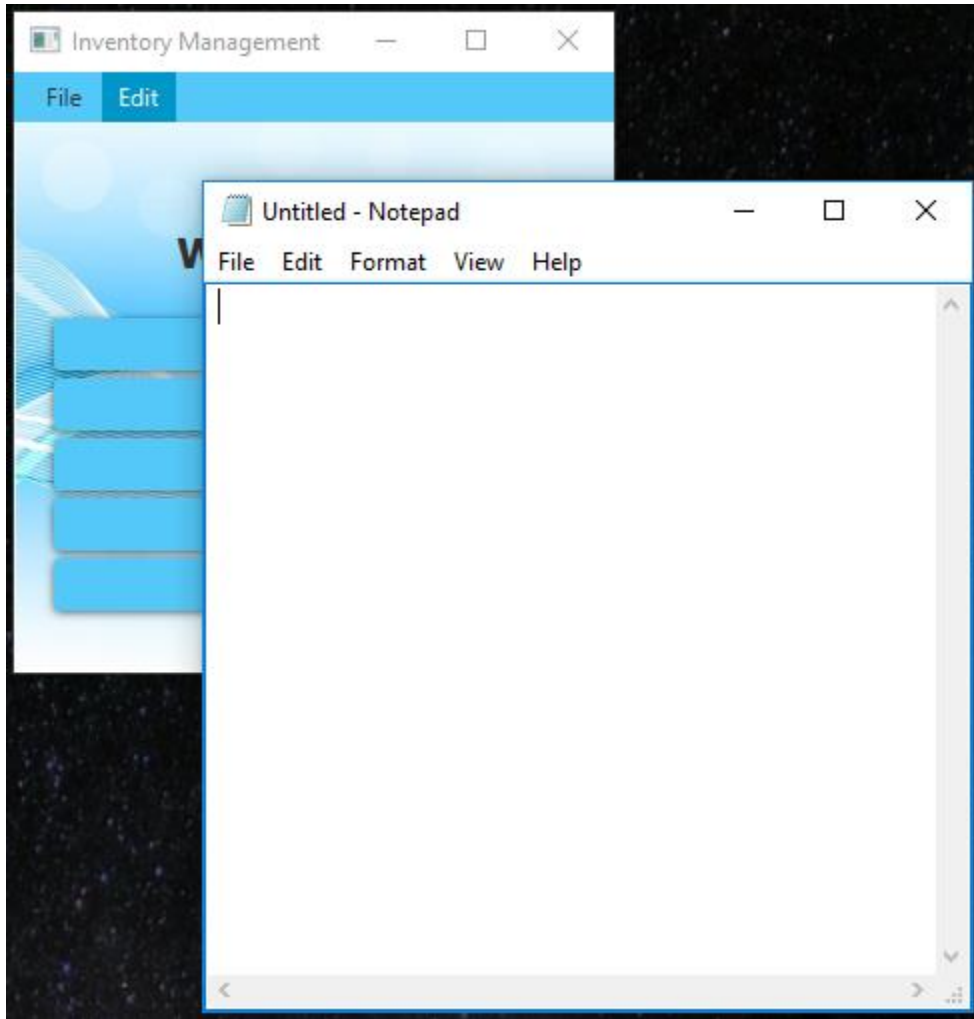 Inventory Management
File Edit
Untitled - Notepad
W
File Edit Format View Help